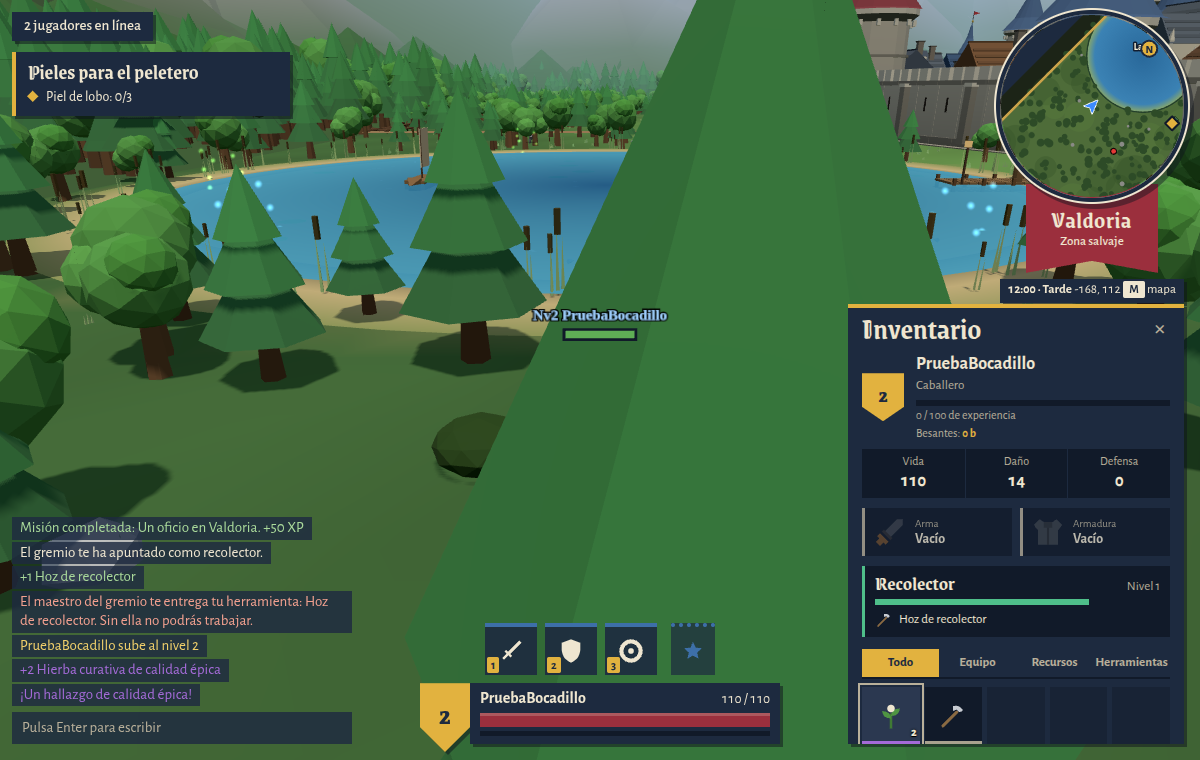 2 jugadores en línea
Pieles para el peletero
Piel de lobo: 0/3
N
Valdoria
Zona salvaje
12:00 · Tarde -168, 112 M mapa
Nv2 PruebaBocadillo
Inventario
×
PruebaBocadillo
Caballero
2
0 / 100 de experiencia
Besantes: 0 b
Vida Daño Defensa
110 14 0
Arma
Vacío
Armadura
Vacío
Recolector Nivel 1
Hoz de recolector
Todo Equipo Recursos Herramientas
2
Misión completada: Un oficio en Valdoria. +50 XP
El gremio te ha apuntado como recolector.
+1 Hoz de recolector
El maestro del gremio te entrega tu herramienta: Hoz
de recolector. Sin ella no podrás trabajar.
PruebaBocadillo sube al nivel 2
+2 Hierba curativa de calidad épica
¡Un hallazgo de calidad épica!
Pulsa Enter para escribir
1 2 3
2
PruebaBocadillo 110 / 110